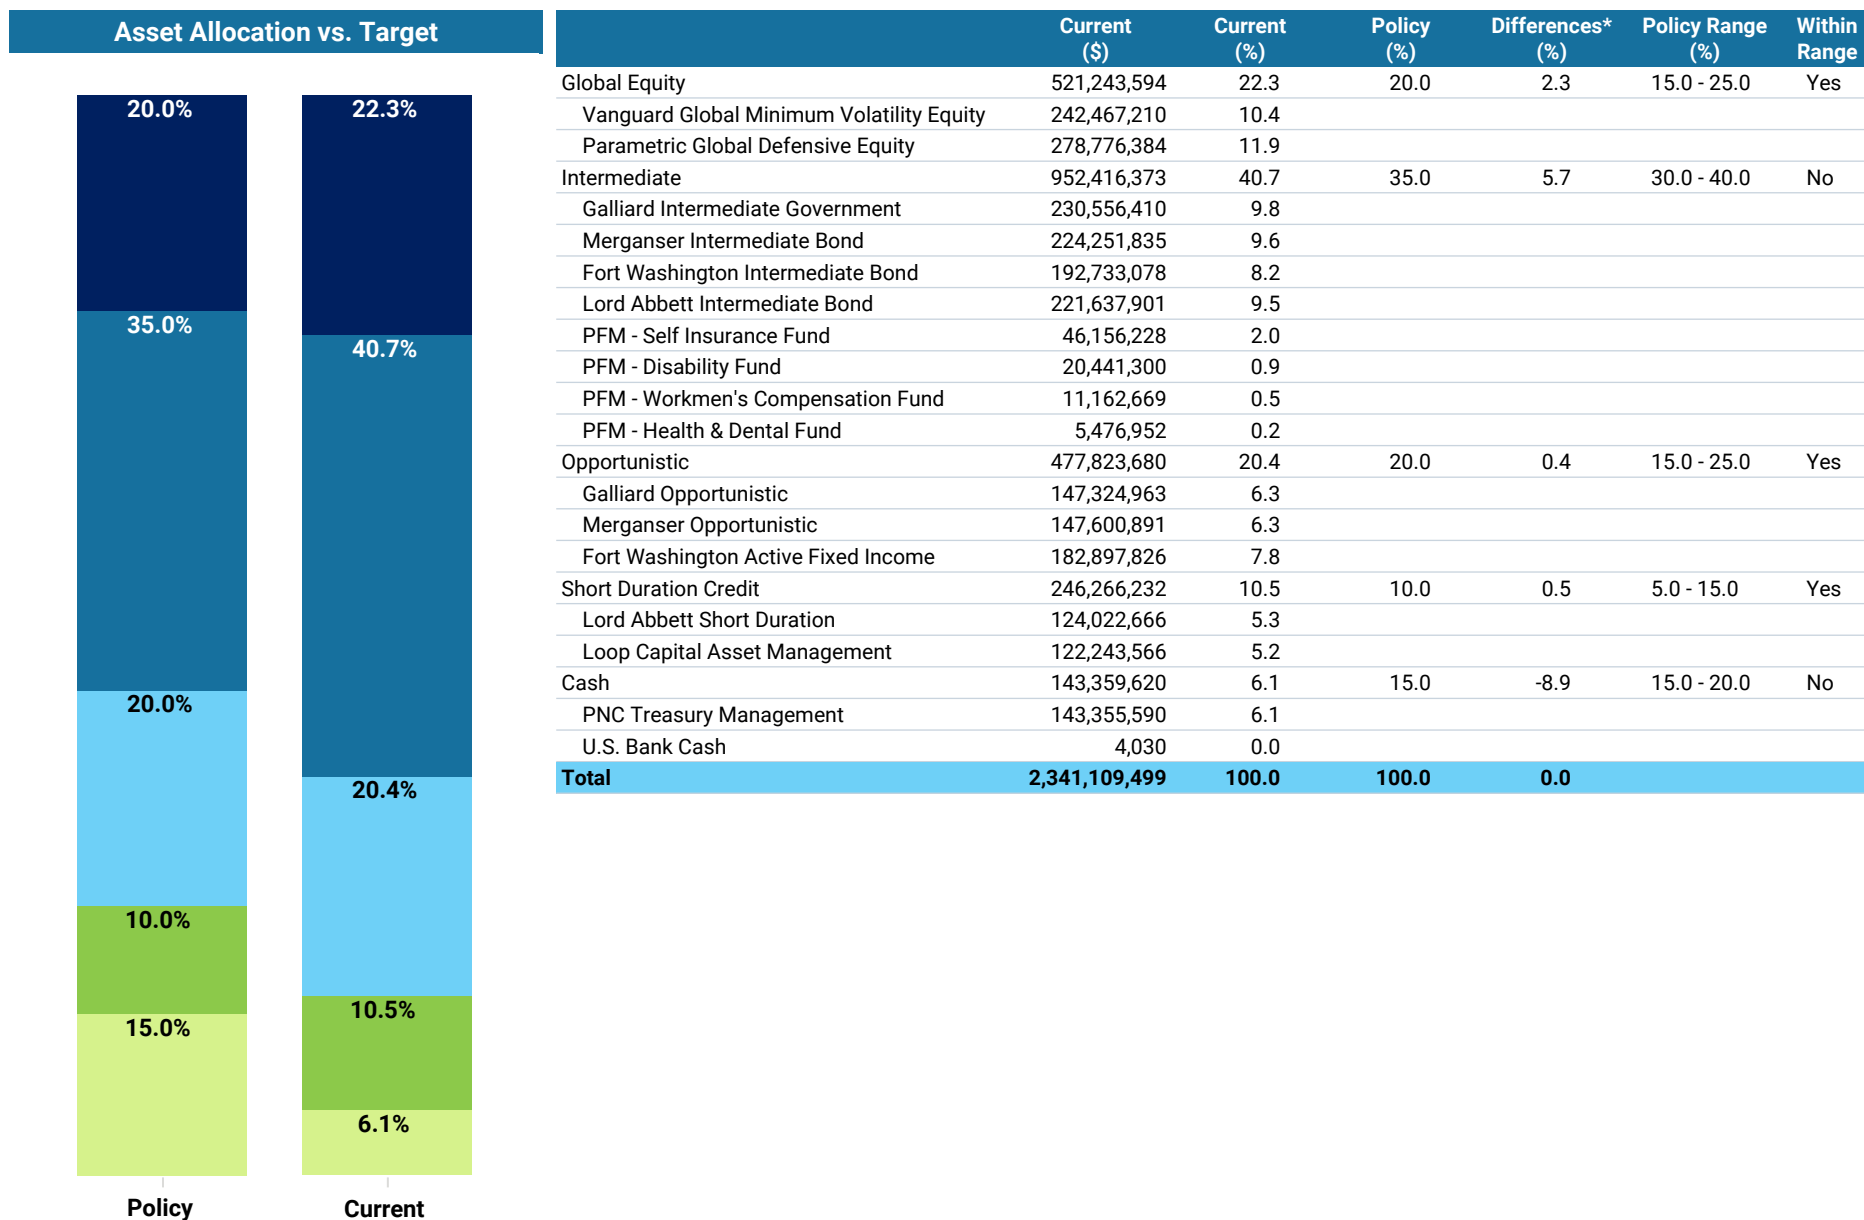 Asset Allocation vs. Target
20.0%
35.0%
20.0%
10.0%
15.0%
Policy
22.3%
40.7%
20.4%
10.5%
6.1%
Current
Current ($) Current (%) Policy (%) Differences* (%) Policy Range (%) Within Range
Global Equity 521,243,594 22.3 20.0 2.3 15.0 - 25.0 Yes
Vanguard Global Minimum Volatility Equity 242,467,210 10.4
Parametric Global Defensive Equity 278,776,384 11.9
Intermediate 952,416,373 40.7 35.0 5.7 30.0 - 40.0 No
Galliard Intermediate Government 230,556,410 9.8
Merganser Intermediate Bond 224,251,835 9.6
Fort Washington Intermediate Bond 192,733,078 8.2
Lord Abbett Intermediate Bond 221,637,901 9.5
PFM - Self Insurance Fund 46,156,228 2.0
PFM - Disability Fund 20,441,300 0.9
PFM - Workmen's Compensation Fund 11,162,669 0.5
PFM - Health & Dental Fund 5,476,952 0.2
Opportunistic 477,823,680 20.4 20.0 0.4 15.0 - 25.0 Yes
Galliard Opportunistic 147,324,963 6.3
Merganser Opportunistic 147,600,891 6.3
Fort Washington Active Fixed Income 182,897,826 7.8
Short Duration Credit 246,266,232 10.5 10.0 0.5 5.0 - 15.0 Yes
Lord Abbett Short Duration 124,022,666 5.3
Loop Capital Asset Management 122,243,566 5.2
Cash 143,359,620 6.1 15.0 -8.9 15.0 - 20.0 No
PNC Treasury Management 143,355,590 6.1
U.S. Bank Cash 4,030 0.0
Total 2,341,109,499 100.0 100.0 0.0